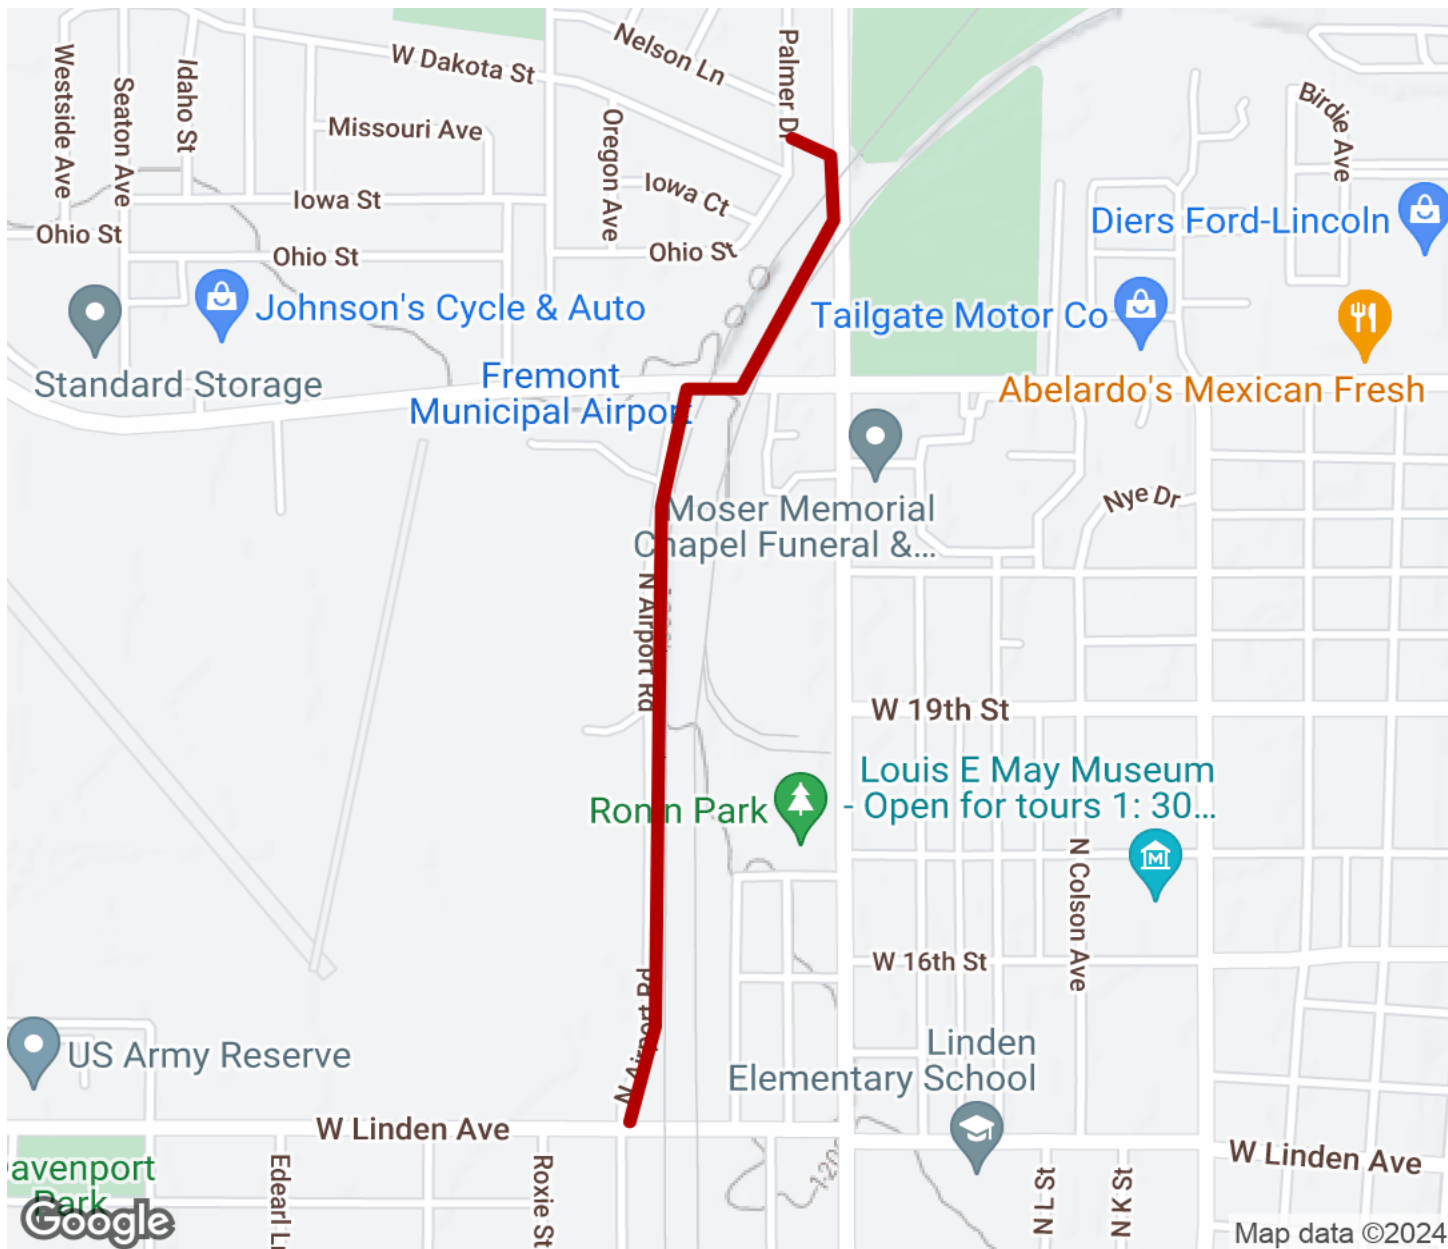 Nelson Ln
Palmer Dr
W Dakota St
Westside Ave
Seaton Ave
Idaho St
Missouri Ave
Oregon Ave
Birdie Ave
Iowa St
Iowa Ct
Ohio St
Ohio St
Ohio St
Diers Ford-Lincoln
Johnson's Cycle & Auto
Tailgate Motor Co
Standard Storage
Fremont
Municipal Airport
Abelardo's Mexican Fresh
Nye Dr
Moser Memorial
Chapel Funeral &...
N Airport Rd
W 19th St
Louis E May Museum
- Open for tours 1: 30...
Ronin Park
N Colson Ave
W 16th St
N Airport Rd
US Army Reserve
Linden
Elementary School
W Linden Ave
W Linden Ave
avenport
Park
Edearl Ln
Roxie St
120
N L St
N K St
Google
Map data ©2024